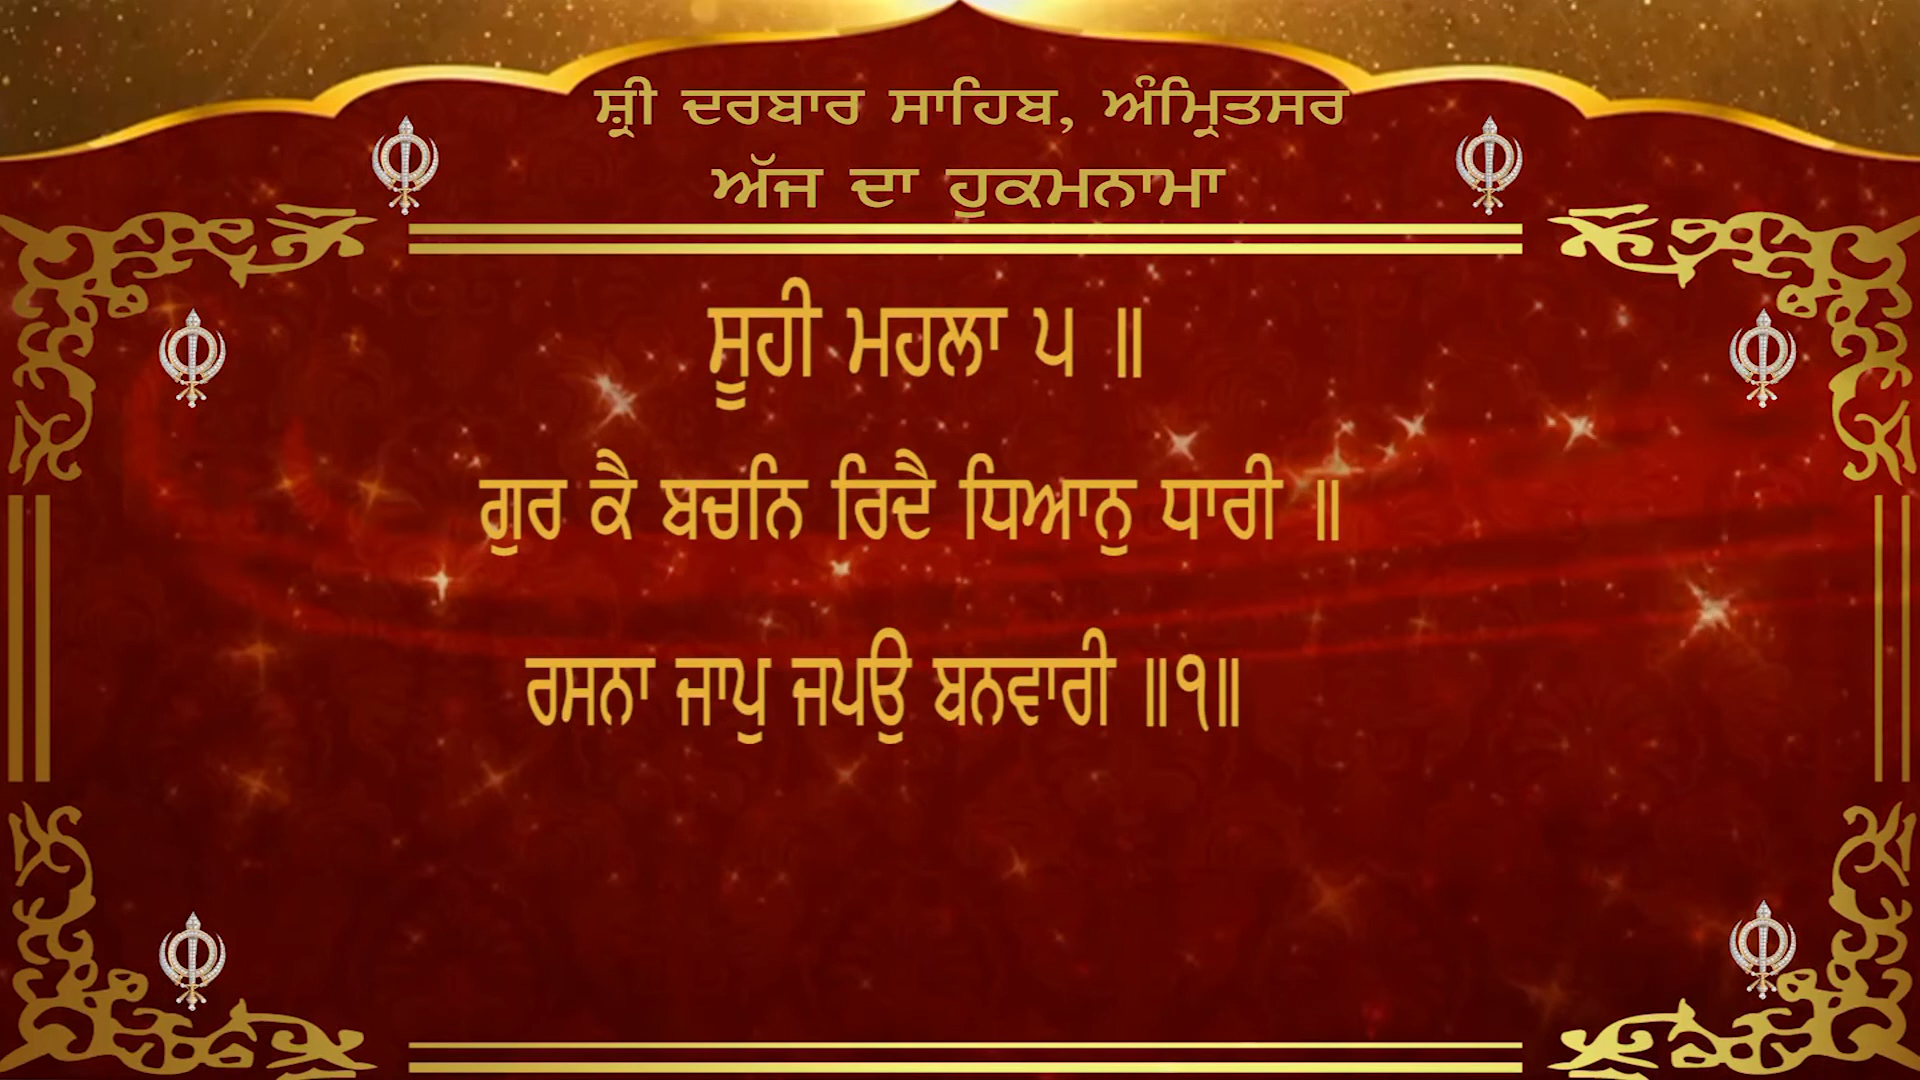 ਸ਼੍ਰੀ ਦਰਬਾਰ ਸਾਹਿਬ, ਅੰਮ੍ਰਿਤਸਰ
ਅੱਜ ਦਾ ਹੁਕਮਨਾਮਾ
ਸੂਹੀ ਮਹਲਾ ੫ ॥
ਗੁਰ ਕੈ ਬਚਨਿ ਰਿਦੈ ਧਿਆਨੁ ਧਾਰੀ ॥
ਰਸਨਾ ਜਾਪੁ ਜਪਉ ਬਨਵਾਰੀ ॥੧॥